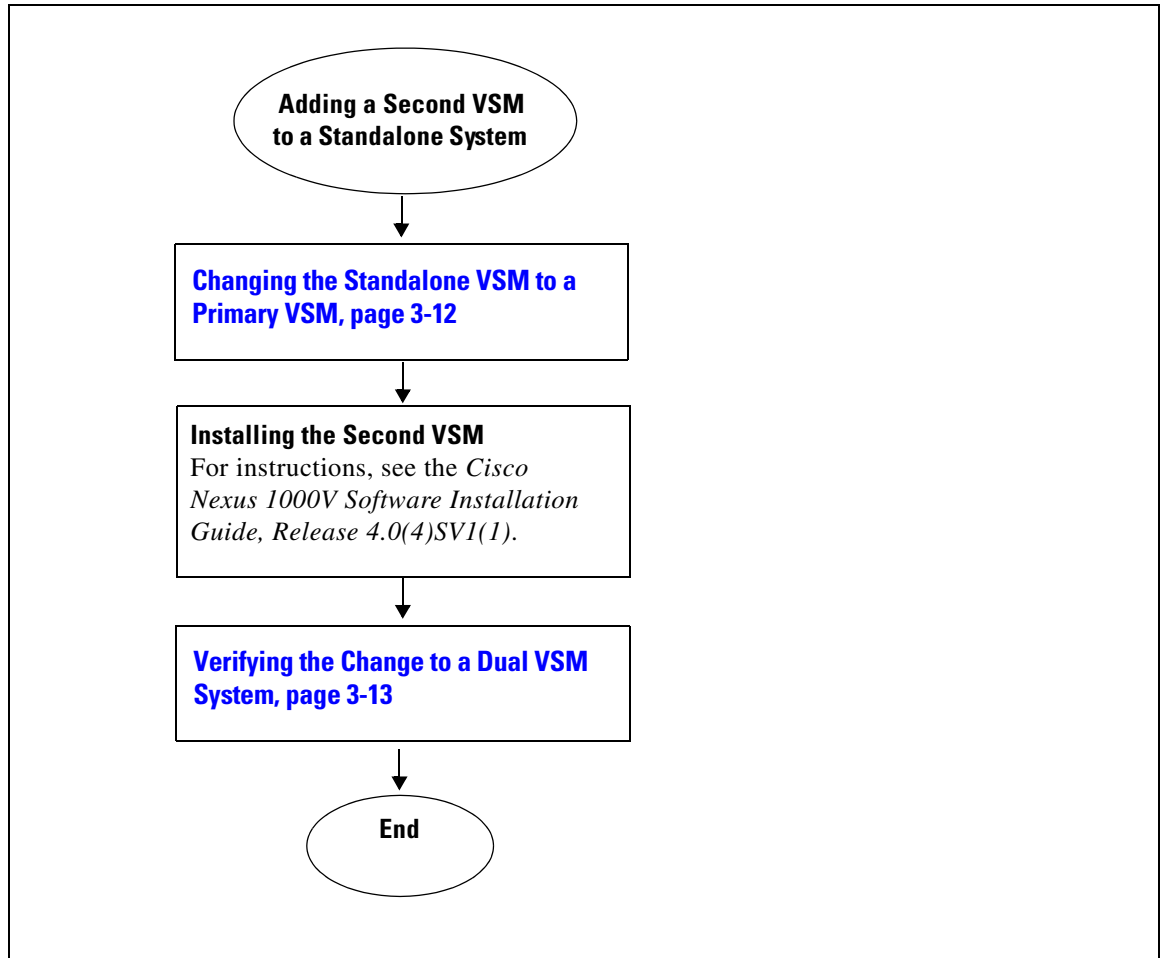 Adding a Second VSM
to a Standalone System
Changing the Standalone VSM to a
Primary VSM, page 3-12
Installing the Second VSM
For instructions, see the Cisco
Nexus 1000V Software Installation
Guide, Release 4.0(4)SV1(1).
Verifying the Change to a Dual VSM
System, page 3-13
End